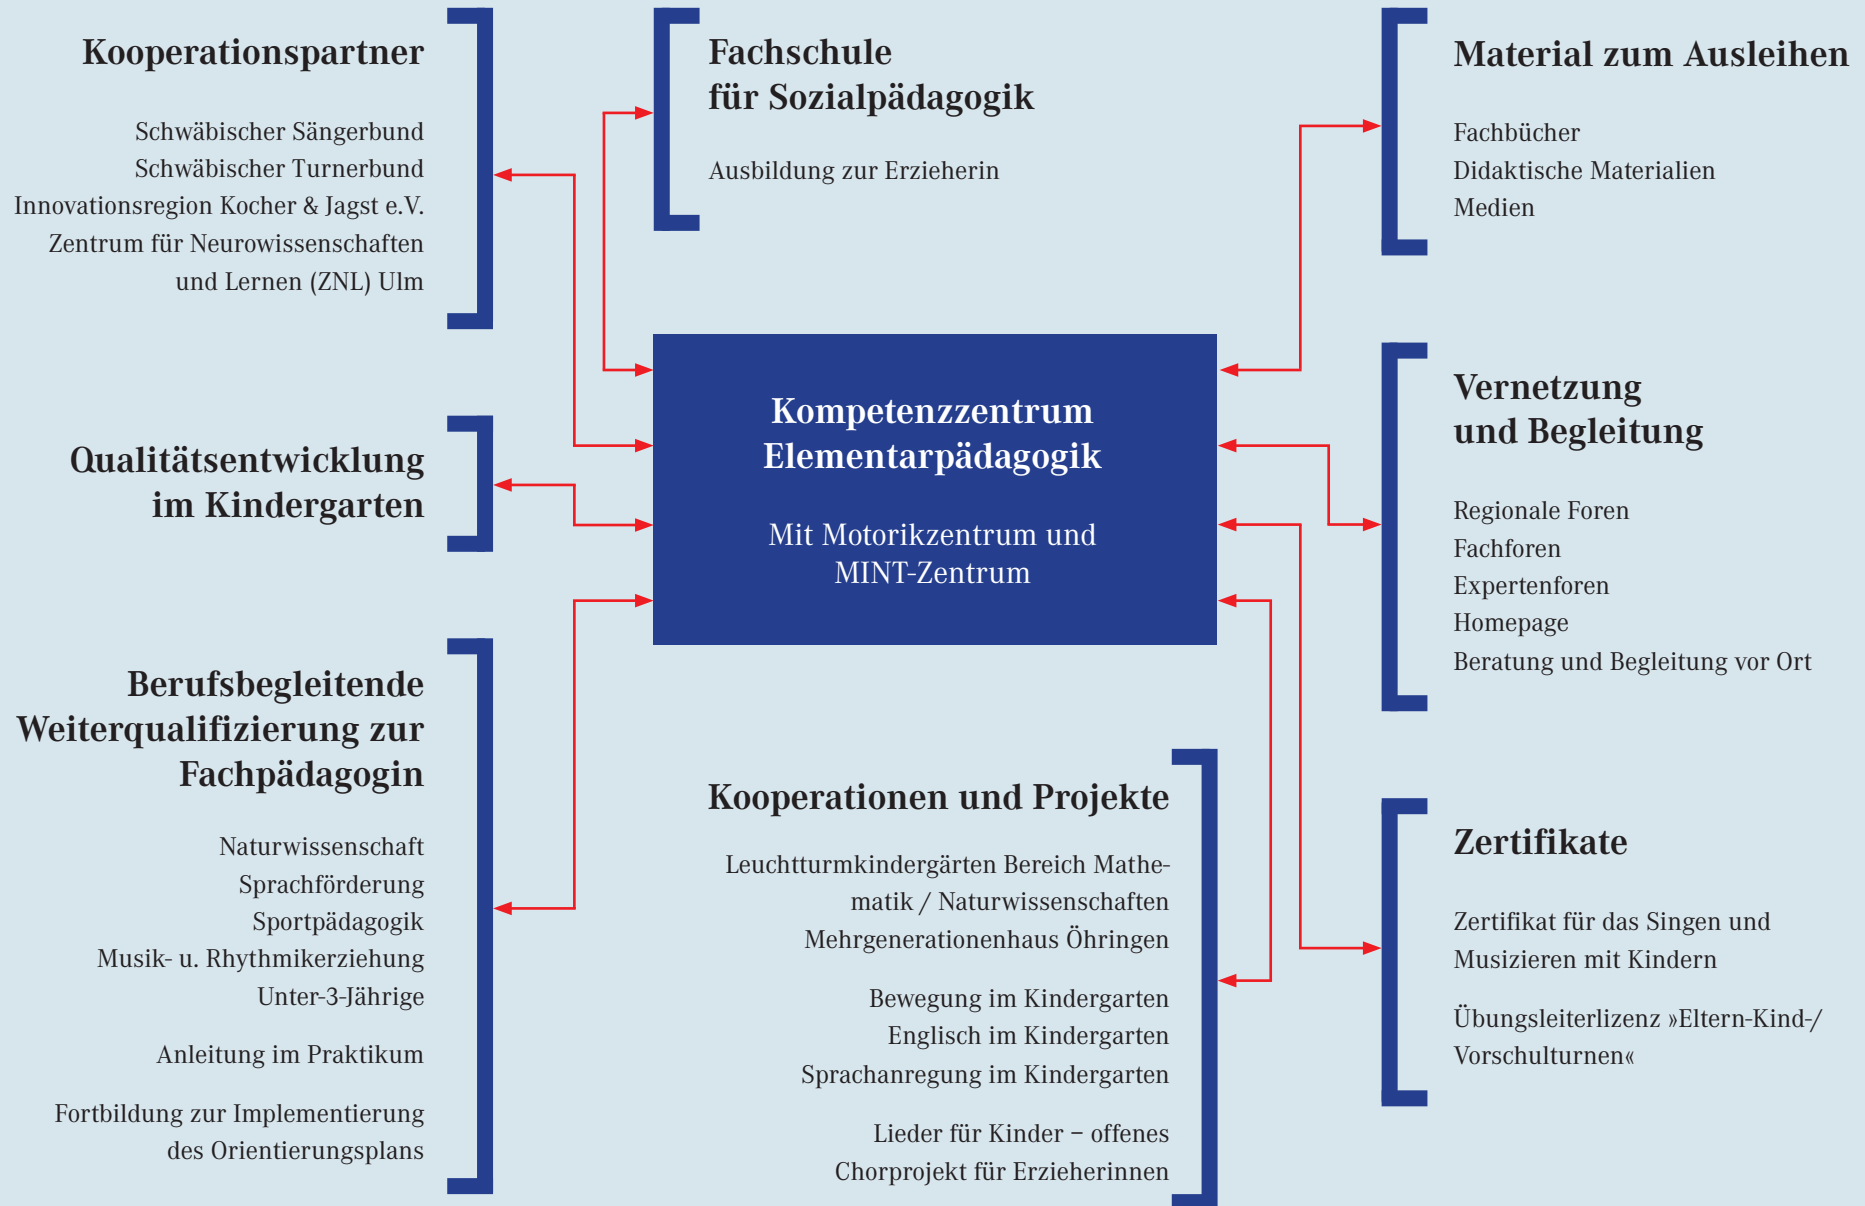 Kooperationspartner
Schwäbischer Sängerbund
Schwäbischer Turnerbund
Innovationsregion Kocher & Jagst e.V.
Zentrum für Neurowissenschaften
und Lernen (ZNL) Ulm
Fachschule
für Sozialpädagogik
Ausbildung zur Erzieherin
Material zum Ausleihen
Fachbücher
Didaktische Materialien
Medien
Qualitätsentwicklung
im Kindergarten
Kompetenzzentrum
Elementarpädagogik
Mit Motorikzentrum und
MINT-Zentrum
Vernetzung
und Begleitung
Regionale Foren
Fachforen
Expertenforen
Homepage
Beratung und Begleitung vor Ort
Berufsbegleitende
Weiterqualifizierung zur
Fachpädagogin
Naturwissenschaft
Sprachförderung
Sportpädagogik
Musik- u. Rhythmikerziehung
Unter-3-Jährige
Anleitung im Praktikum
Fortbildung zur Implementierung
des Orientierungsplans
Kooperationen und Projekte
Leuchtturmkindergärten Bereich Mathe-
matik / Naturwissenschaften
Mehrgenerationenhaus Öhringen
Bewegung im Kindergarten
Englisch im Kindergarten
Sprachanregung im Kindergarten
Lieder für Kinder – offenes
Chorprojekt für Erzieherinnen
Zertifikate
Zertifikat für das Singen und
Musizieren mit Kindern
Übungsleiterlizenz »Eltern-Kind-/
Vorschulturnen«